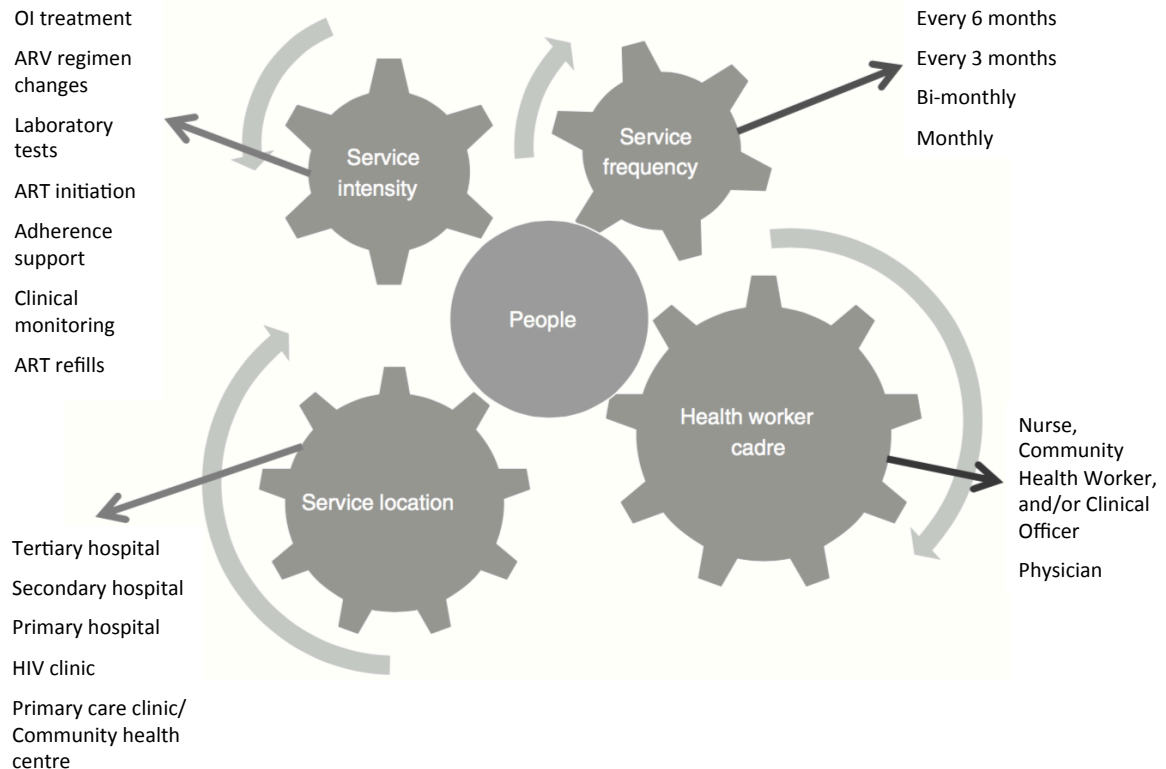 OI treatment
ARV regimen
changes
Laboratory
tests
ART initiation
Adherence
support
Clinical
monitoring
ART refills
Service
intensity
Service
frequency
Every 6 months
Every 3 months
Bi-monthly
Monthly
People
Health worker
cadre
Nurse,
Community
Health Worker,
and/or Clinical
Officer
Physician
Service location
Tertiary hospital
Secondary hospital
Primary hospital
HIV clinic
Primary care clinic/
Community health
centre